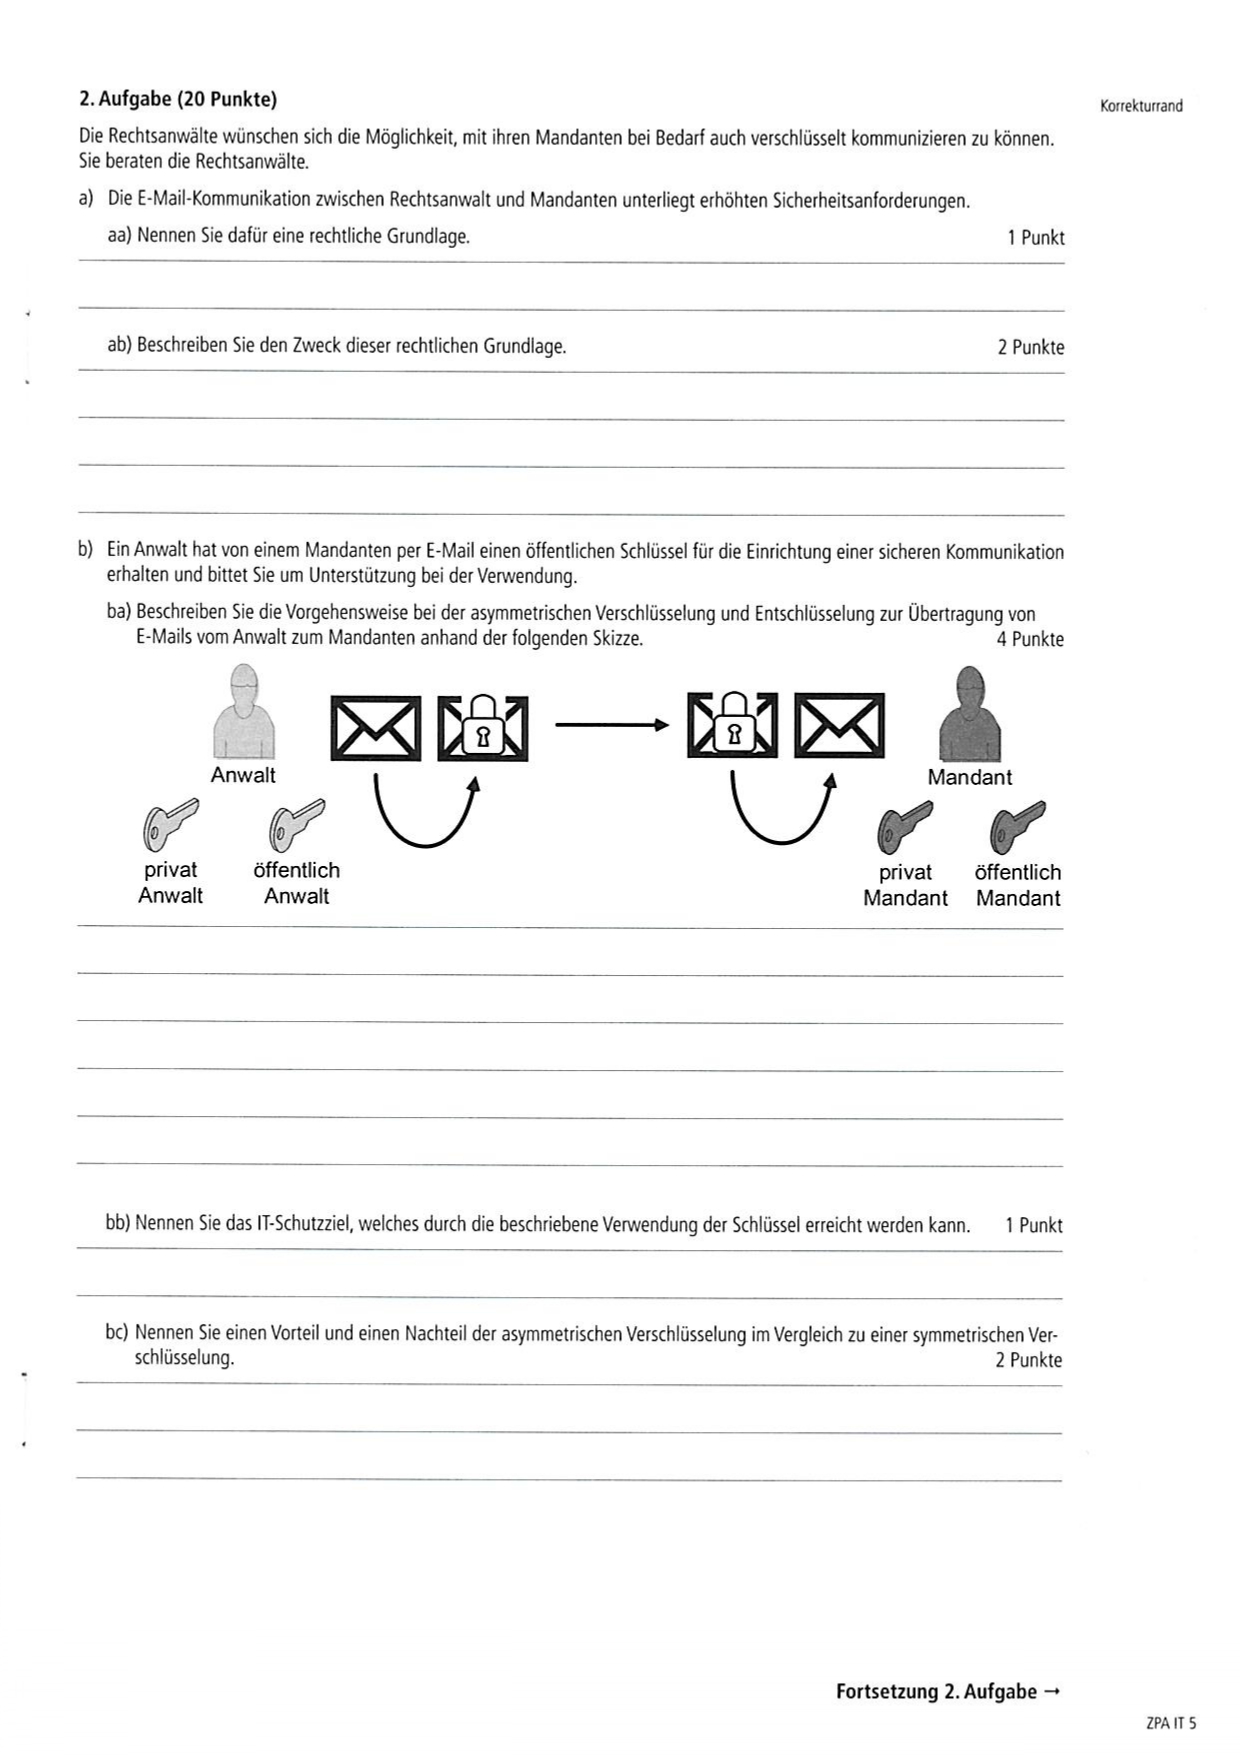 2. Aufgabe (20 Punkte)
Korrekturrand
Die Rechtsanwälte wünschen sich die Möglichkeit, mit ihren Mandanten bei Bedarf auch verschlüsselt kommunizieren zu können.
Sie beraten die Rechtsanwälte.
a) Die E-Mail-Kommunikation zwischen Rechtsanwalt und Mandanten unterliegt erhöhten Sicherheitsanforderungen.
aa) Nennen Sie dafür eine rechtliche Grundlage. 1 Punkt
ab) Beschreiben Sie den Zweck dieser rechtlichen Grundlage. 2 Punkte
b) Ein Anwalt hat von einem Mandanten per E-Mail einen öffentlichen Schlüssel für die Einrichtung einer sicheren Kommunikation
erhalten und bittet Sie um Unterstützung bei der Verwendung.
ba) Beschreiben Sie die Vorgehensweise bei der asymmetrischen Verschlüsselung und Entschlüsselung zur Übertragung von
E-Mails vom Anwalt zum Mandanten anhand der folgenden Skizze. 4 Punkte
Anwalt
Mandant
privat
Anwalt
öffentlich
Anwalt
privat
Mandant
öffentlich
Mandant
bb) Nennen Sie das IT-Schutzziel, welches durch die beschriebene Verwendung der Schlüssel erreicht werden kann. 1 Punkt
bc) Nennen Sie einen Vorteil und einen Nachteil der asymmetrischen Verschlüsselung im Vergleich zu einer symmetrischen Ver-
schlüsselung. 2 Punkte
Fortsetzung 2. Aufgabe →
ZPA IT 5